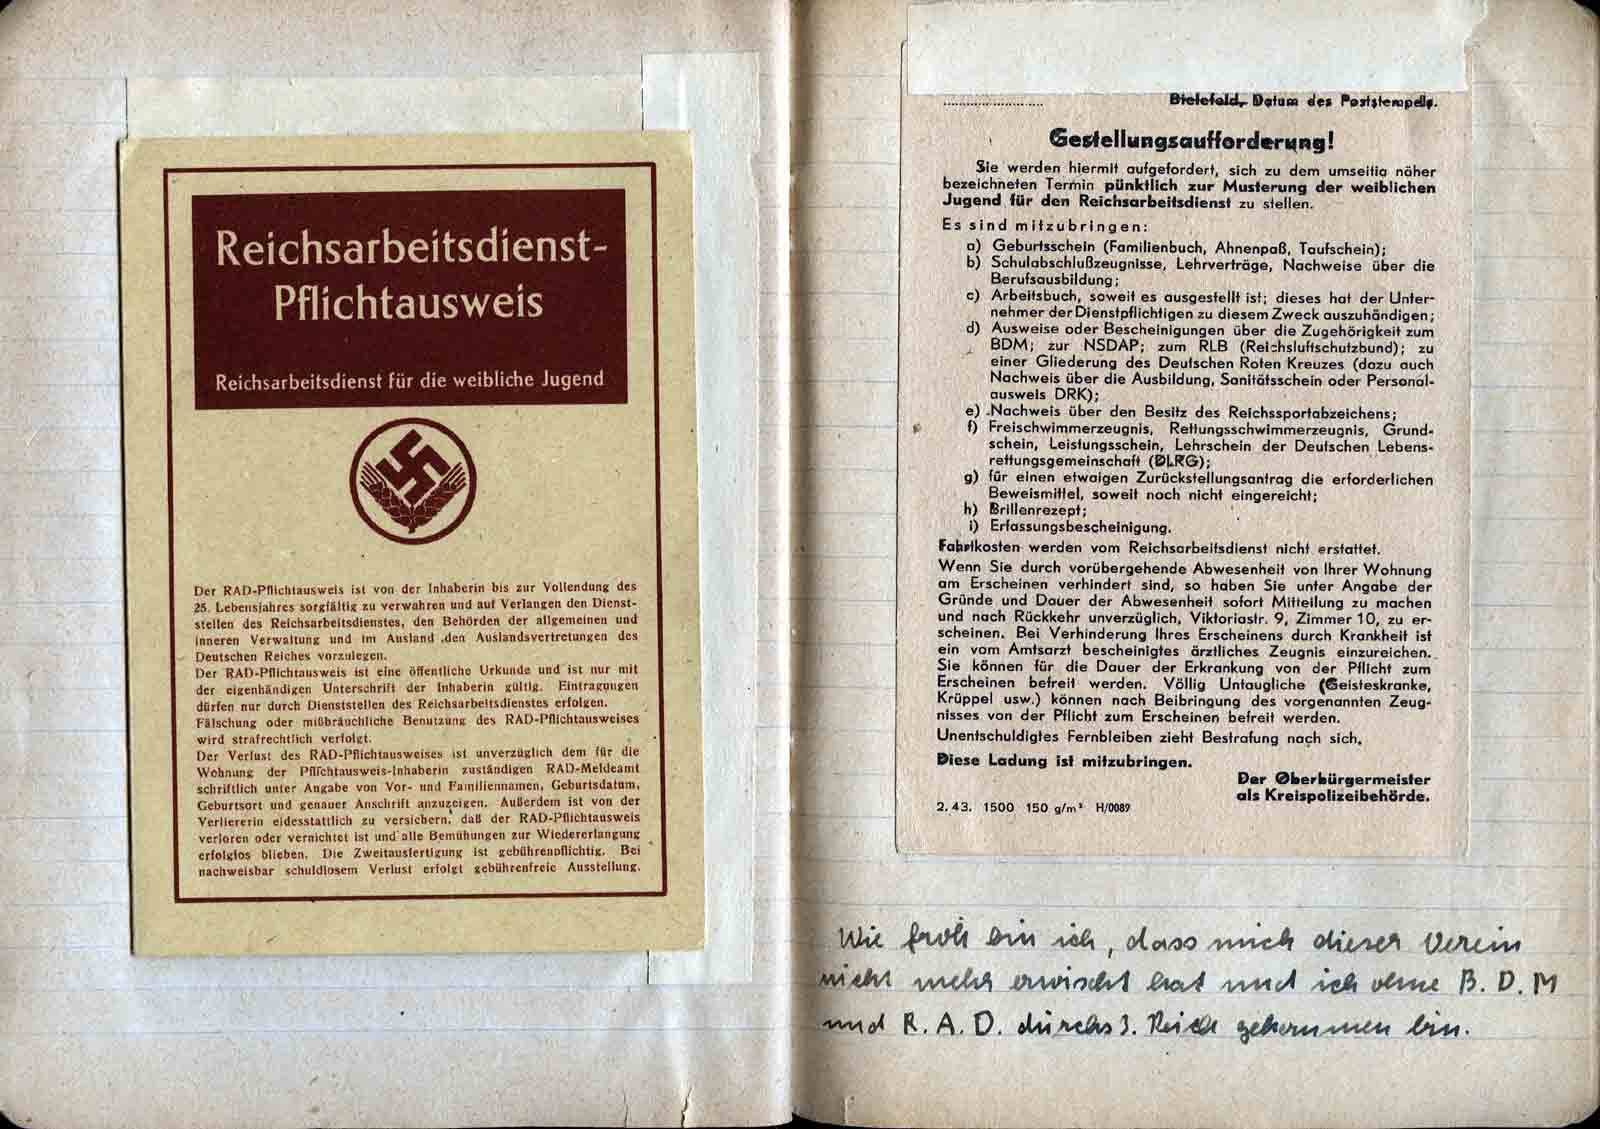 Reichsarbeitsdienst-
Pflichtausweis
Reichsarbeitsdienst für die weibliche Jugend
Der RAD-Pflichtausweis ist von der Inhaberin bis zur Vollendung des
25. Lebensjahres sorgfältig zu verwahren und auf Verlangen den Dienst-
stellen des Reichsarbeitsdienstes, den Behörden der allgemeinen und
inneren Verwaltung und im Ausland den Auslandsvertretungen des
Deutschen Reiches vorzulegen.
Der RAD-Pflichtausweis ist eine öffentliche Urkunde und ist nur mit
der eigenhändigen Unterschrift der Inhaberin gültig. Eintragungen
dürfen nur durch Dienststellen des Reichsarbeitsdienstes erfolgen.
Fälschung oder mißbräuchliche Benutzung des RAD-Pflichtausweises
wird strafrechtlich verfolgt.
Der Verlust des RAD-Pflichtausweises ist unverzüglich dem für die
Wohnung der Pflichtausweis-Inhaberin zuständigen RAD-Meldeamt
schriftlich unter Angabe von Vor- und Familiennamen, Geburtsdatum,
Geburtsort und genauer Anschrift anzuzeigen. Außerdem ist von der
Verliererin eidesstattlich zu versichern, daß der RAD-Pflichtausweis
verloren oder vernichtet ist und alle Bemühungen zur Wiedererlangung
erfolglos blieben. Die Zweitausfertigung ist gebührenpflichtig. Bei
nachweisbar schuldlosem Verlust erfolgt gebührenfreie Ausstellung.
Bielefeld, Datum des Poststempels.
Gestellungsaufforderung!
Sie werden hiermit aufgefordert, sich zu dem umseitig näher
bezeichneten Termin pünktlich zur Musterung der weiblichen
Jugend für den Reichsarbeitsdienst zu stellen.
Es sind mitzubringen:
a) Geburtsschein (Familienbuch, Ahnenpaß, Taufschein);
b) Schulabschlußzeugnisse, Lehrverträge, Nachweise über die
Berufsausbildung;
c) Arbeitsbuch, soweit es ausgestellt ist; dieses hat der Unter-
nehmer der Dienstpflichtigen zu diesem Zweck auszuhändigen;
d) Ausweise oder Bescheinigungen über die Zugehörigkeit zum
BDM; zur NSDAP; zum RLB (Reichsluftschutzbund); zu
einer Gliederung des Deutschen Roten Kreuzes (dazu auch
Nachweis über die Ausbildung, Sanitätsschein oder Personal-
ausweis DRK);
e) Nachweis über den Besitz des Reichssportabzeichens;
f) Freischwimmerzeugnis, Rettungsschwimmerzeugnis, Grund-
schein, Leistungsschein, Lehrschein der Deutschen Lebens-
rettungsgemeinschaft (DLRG);
g) für einen etwaigen Zurückstellungsantrag die erforderlichen
Beweismittel, soweit noch nicht eingereicht;
h) Brillenrezept;
i) Erfassungsbescheinigung.
Fahrtkosten werden vom Reichsarbeitsdienst nicht erstattet.
Wenn Sie durch vorübergehende Abwesenheit von Ihrer Wohnung
am Erscheinen verhindert sind, so haben Sie unter Angabe der
Gründe und Dauer der Abwesenheit sofort Mitteilung zu machen
und nach Rückkehr unverzüglich, Viktoriastr. 9, Zimmer 10, zu er-
scheinen. Bei Verhinderung Ihres Erscheinens durch Krankheit ist
ein vom Amtsarzt bescheinigtes ärztliches Zeugnis einzureichen.
Sie können für die Dauer der Erkrankung von der Pflicht zum
Erscheinen befreit werden. Völlig Untaugliche (Geisteskranke,
Krüppel usw.) können nach Beibringung des vorgenannten Zeug-
nisses von der Pflicht zum Erscheinen befreit werden.
Unentschuldigtes Fernbleiben zieht Bestrafung nach sich.
Diese Ladung ist mitzubringen.
Der Oberbürgermeister
als Kreispolizeibehörde.
2. 43. 1500 150 g/m² H/0089
Wie froh bin ich, dass mich dieser Verein
nicht mehr erwischt hat und ich ohne B. D. M
und R. A. D. durchs 3. Reich gekommen bin.